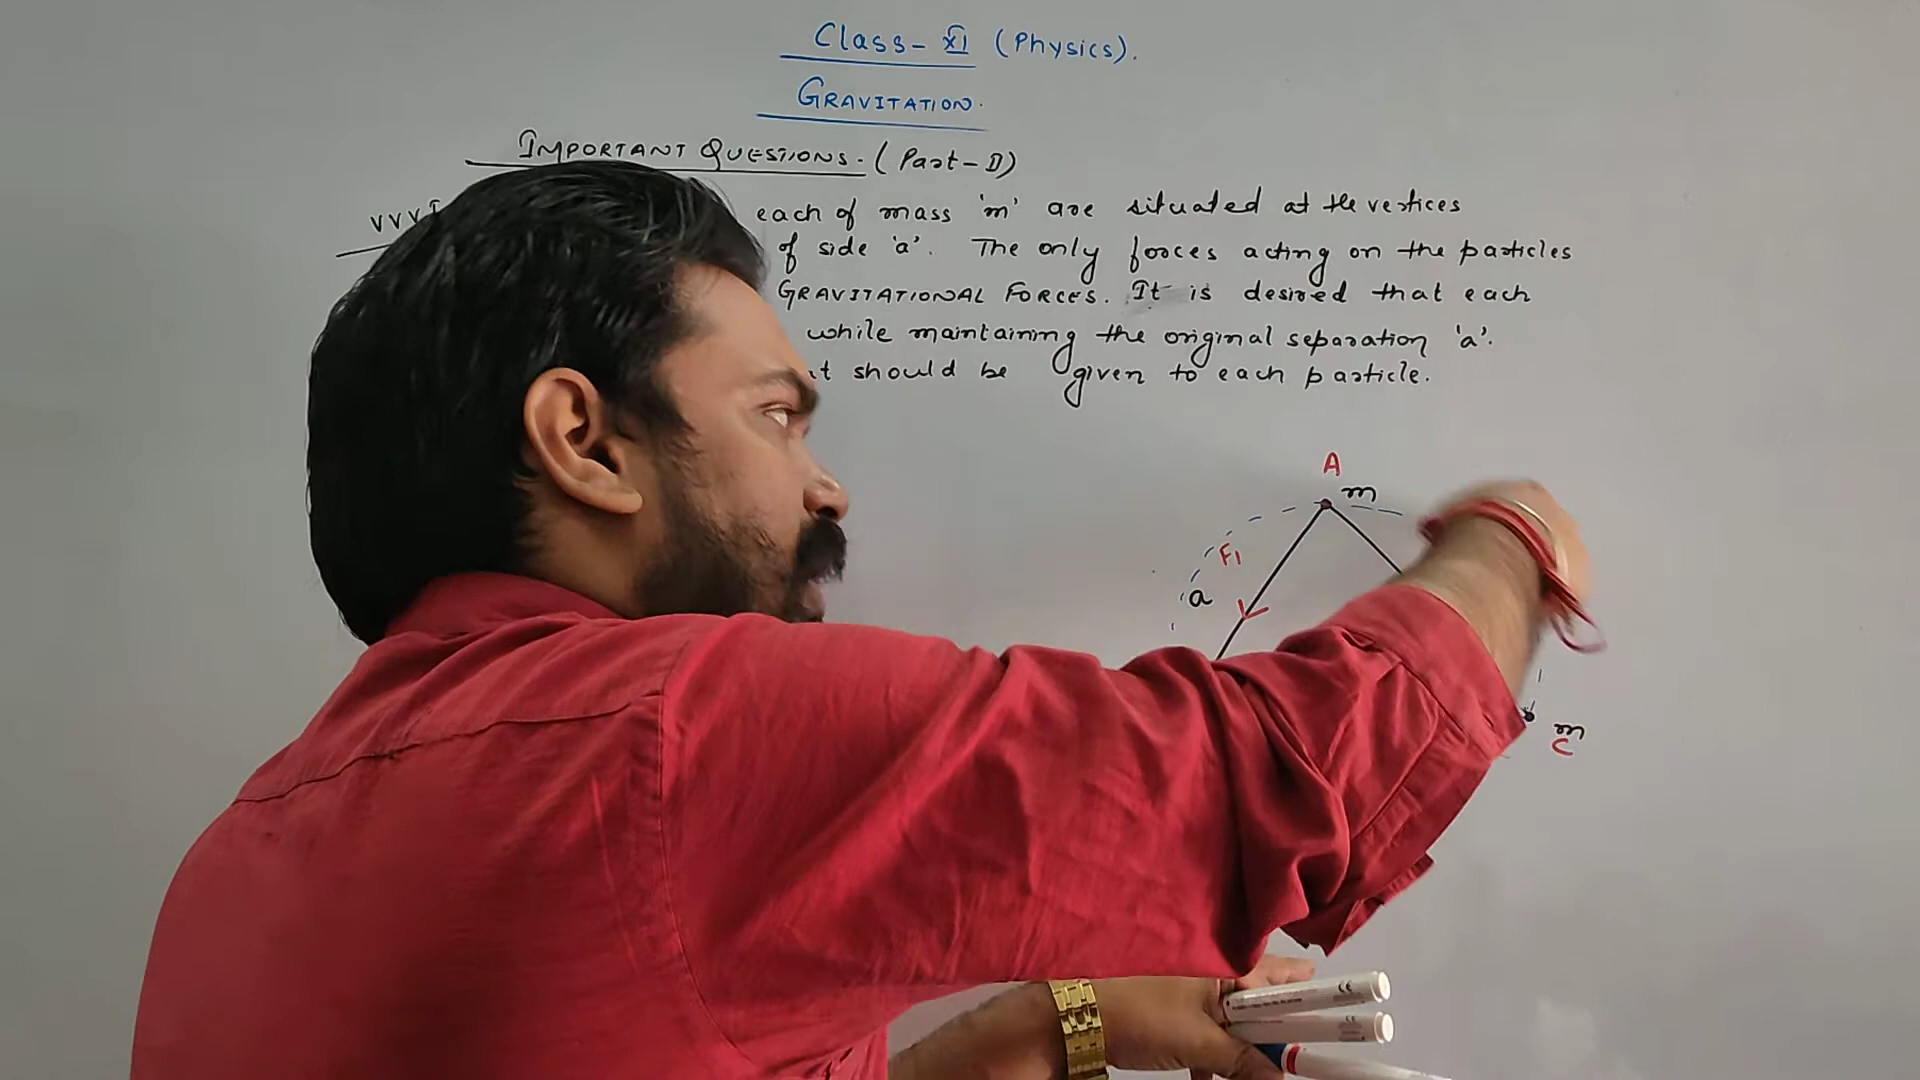 Class-XI (Physics).
GRAVITATION.
IMPORTANT QUESTIONS. (Part-I)
VVVI
each of mass 'm' are situated at the vertices
of side 'a'. The only forces acting on the particles
GRAVITATIONAL FORCES. It is desired that each
while maintaining the original separation 'a'.
should be given to each particle.
A
m
F1
a
m
C